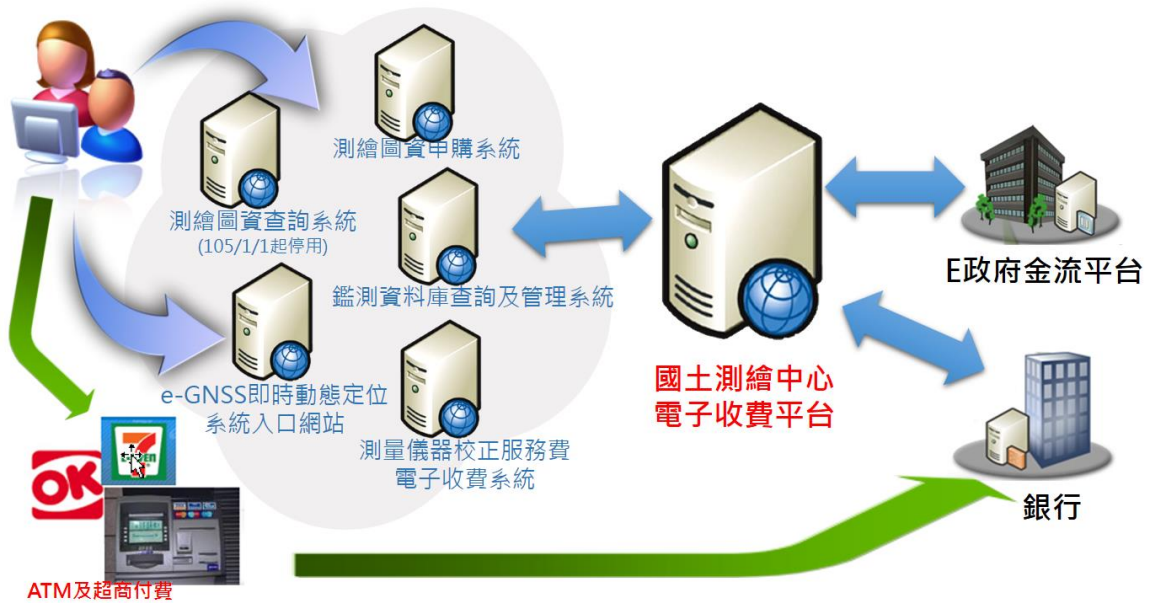 測繪圖資申購系統
測繪圖資查詢系統
(105/1/1起停用)
鑑測資料庫查詢及管理系統
e-GNSS即時動態定位
系統入口網站
測量儀器校正服務費
電子收費系統
國土測繪中心
電子收費平台
E政府金流平台
銀行
OK
7
ATM及超商付費